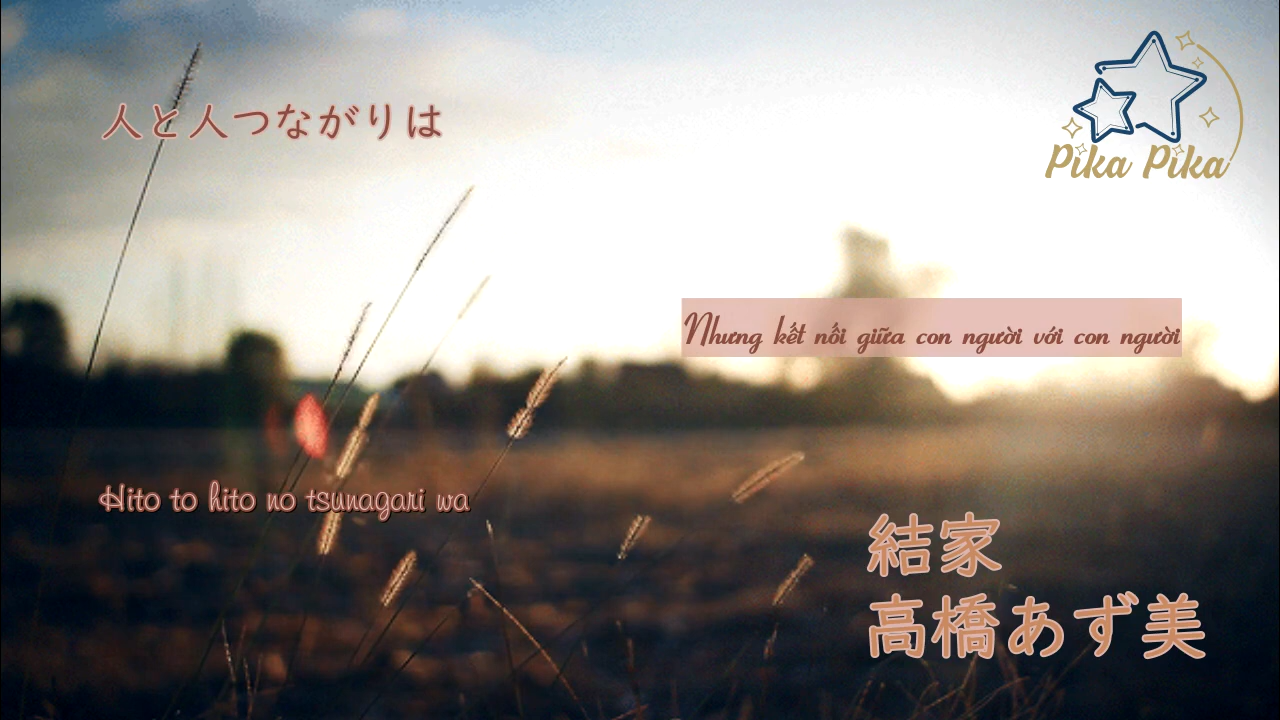 人と人つながりは
Pika Pika
Nhưng kết nối giữa con người với con người
Hito to hito no tsunagari wa
結家
高橋あず美